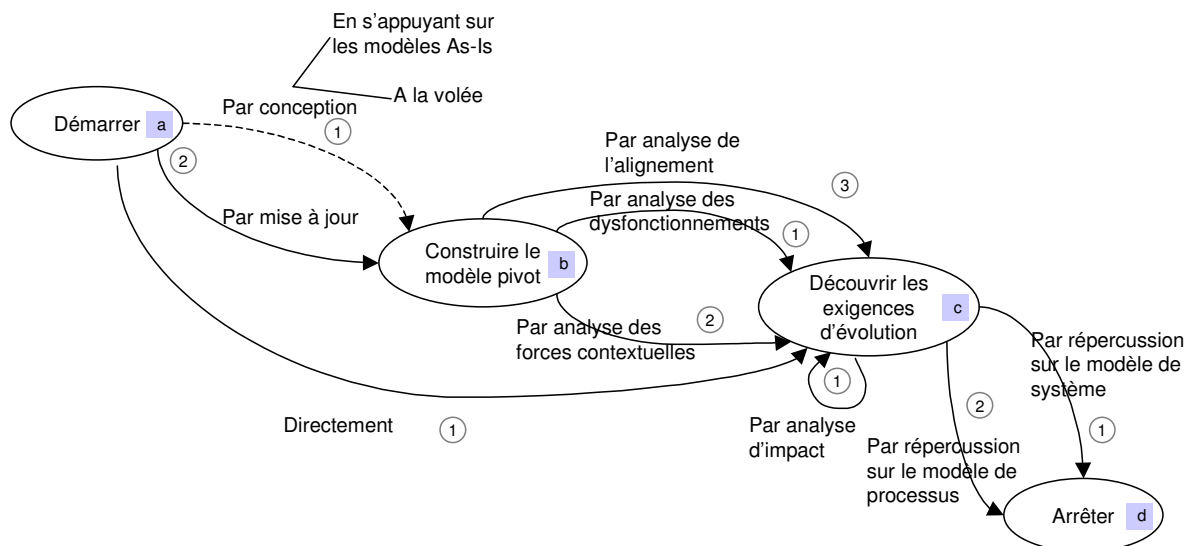 En s’appuyant sur
les modèles As-Is
A la volée
Par conception
1
Démarrer a
2
Par mise à jour
Par analyse de
l’alignement
3
Par analyse des
dysfonctionnements
1
Construire le
modèle pivot
b
Découvrir les
exigences
d’évolution
c
Par analyse des
forces contextuelles
2
Directement
1
1
Par analyse
d’impact
Par répercussion
sur le modèle de
système
1
2
Par répercussion
sur le modèle de
processus
Arrêter d